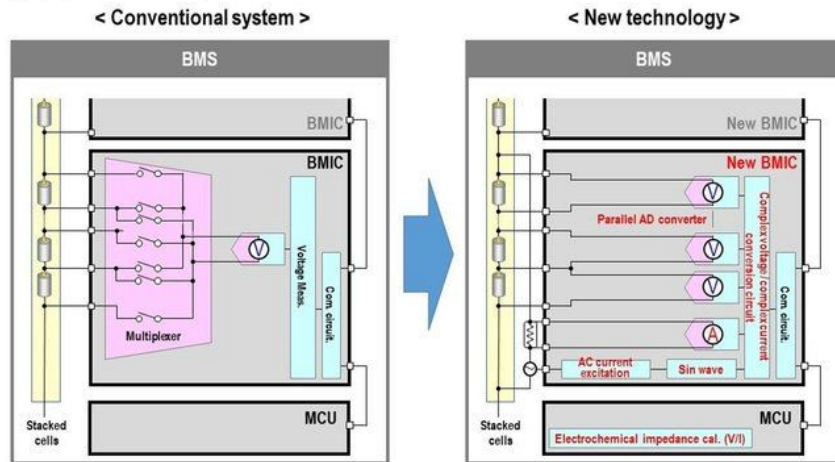 < Conventional system >
BMS
BMIC
BMIC
V
Voltage Meas.
Com. circuit.
Multiplexer
MCU
Stacked
cells
< New technology >
BMS
New BMIC
New BMIC
V
Parallel AD converter
V
V
A
Complex voltage / complex current
conversion circuit
Com. circuit.
AC current
excitation
Sin wave
MCU
Electrochemical impedance cal. (V/I)
Stacked
cells